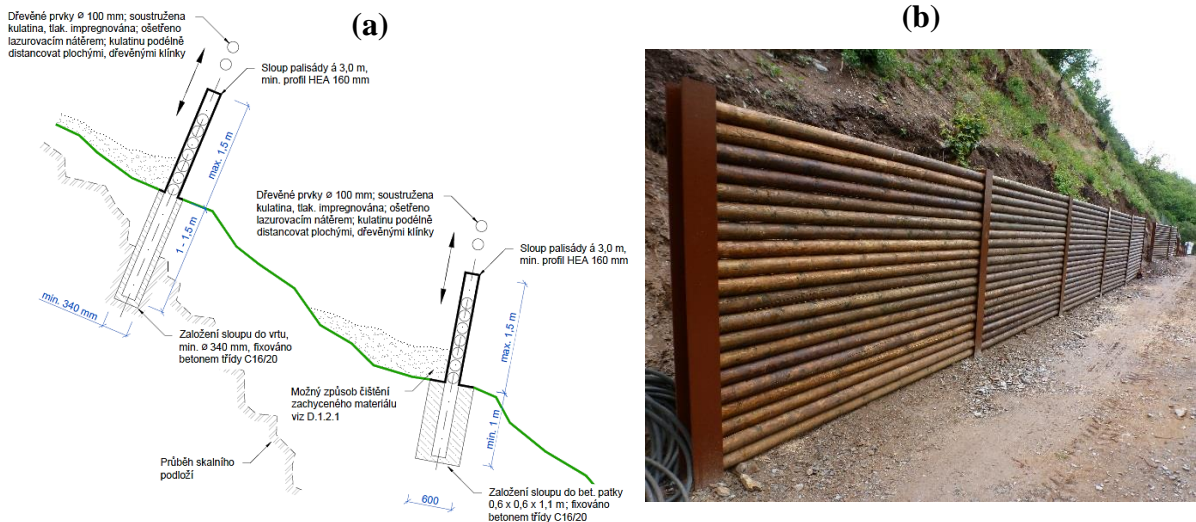 Dřevěné prvky ø 100 mm; soustružena
kulatina, tlak. impregnována; ošetřeno
lazurovacím nátěrem; kulatinu podélně
distancovat plochými, dřevěnými klínky
(a)
Sloup palisády á 3,0 m,
min. profil HEA 160 mm
max. 1,5 m
1 - 1,5 m
min. 340 mm
Založení sloupu do vrtu,
min. ø 340 mm, fixováno
betonem třídy C16/20
Dřevěné prvky ø 100 mm; soustružena
kulatina, tlak. impregnována; ošetřeno
lazurovacím nátěrem; kulatinu podélně
distancovat plochými, dřevěnými klínky
Sloup palisády á 3,0 m,
min. profil HEA 160 mm
max. 1,5 m
min. 1 m
Možný způsob čištění
zachyceného materiálu
viz D.1.2.1
Průběh skalního
podloží
600
Založení sloupu do bet. patky
0,6 x 0,6 x 1,1 m; fixováno
betonem třídy C16/20
(b)